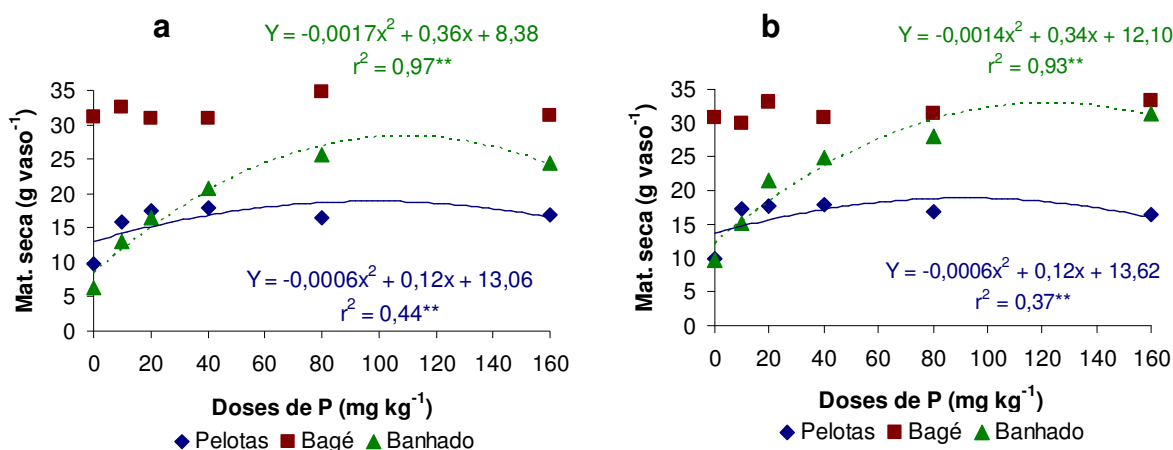 a
Y = -0,0017x² + 0,36x + 8,38
r² = 0,97**
40
35
30
25
20
15
10
5
0
Mat. seca (g vaso⁻¹)
Y = -0,0006x² + 0,12x + 13,06
r² = 0,44**
0 20 40 60 80 100 120 140 160
Doses de P (mg kg⁻¹)
Pelotas Bagé Banhado
b
Y = -0,0014x² + 0,34x + 12,10
r² = 0,93**
40
35
30
25
20
15
10
5
0
Mat. seca (g vaso⁻¹)
Y = -0,0006x² + 0,12x + 13,62
r² = 0,37**
0 20 40 60 80 100 120 140 160
Doses de P (mg kg⁻¹)
Pelotas Bagé Banhado